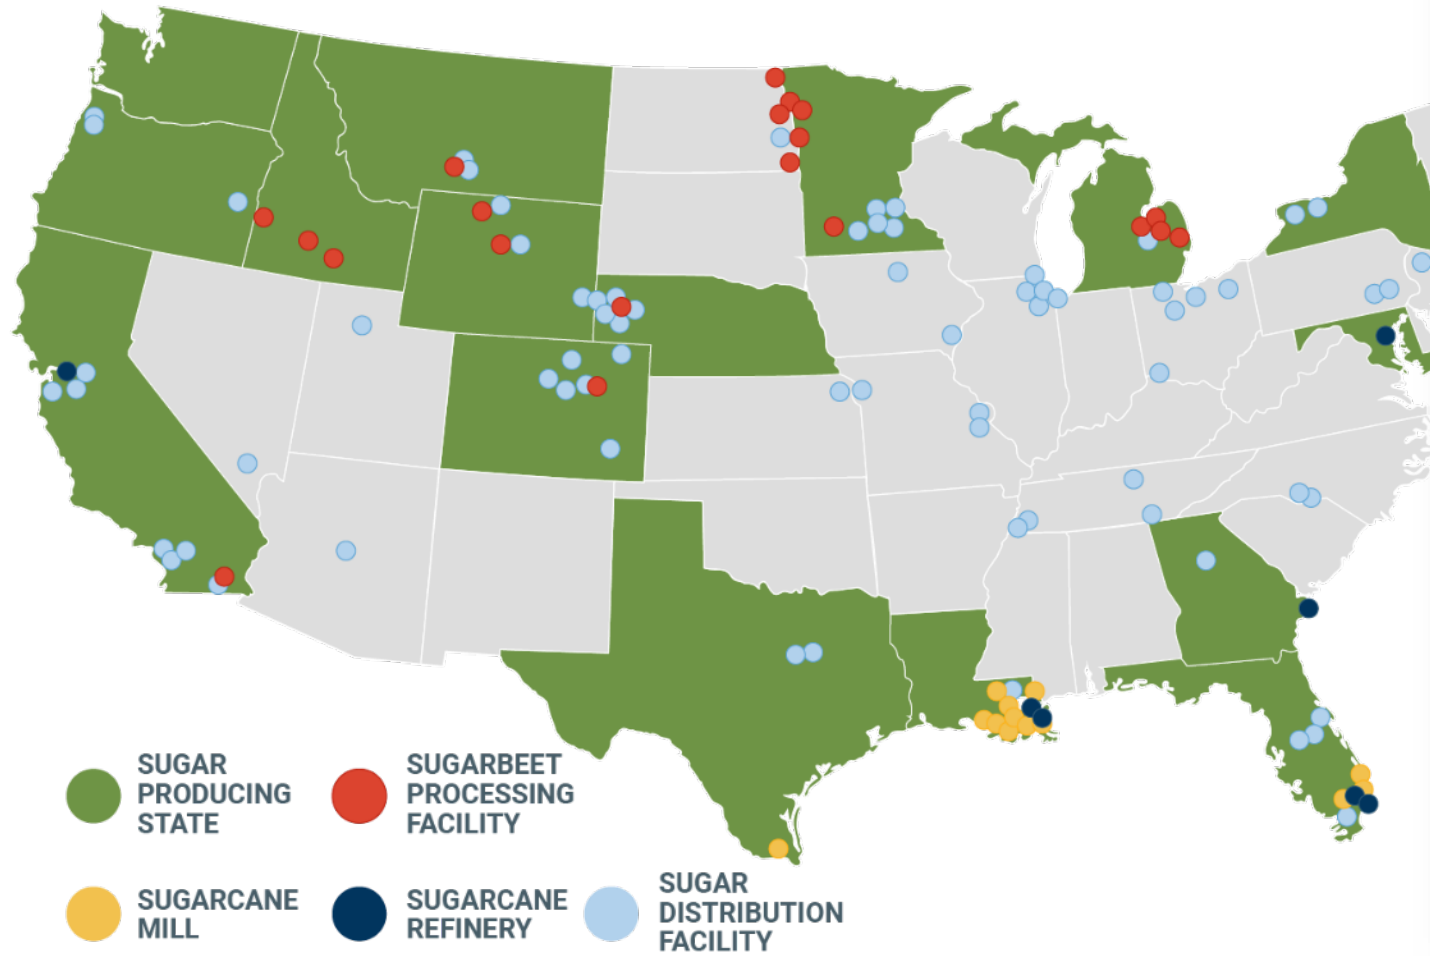 SUGAR
PRODUCING
STATE
SUGARBEET
PROCESSING
FACILITY
SUGARCANE
MILL
SUGARCANE
REFINERY
SUGAR
DISTRIBUTION
FACILITY